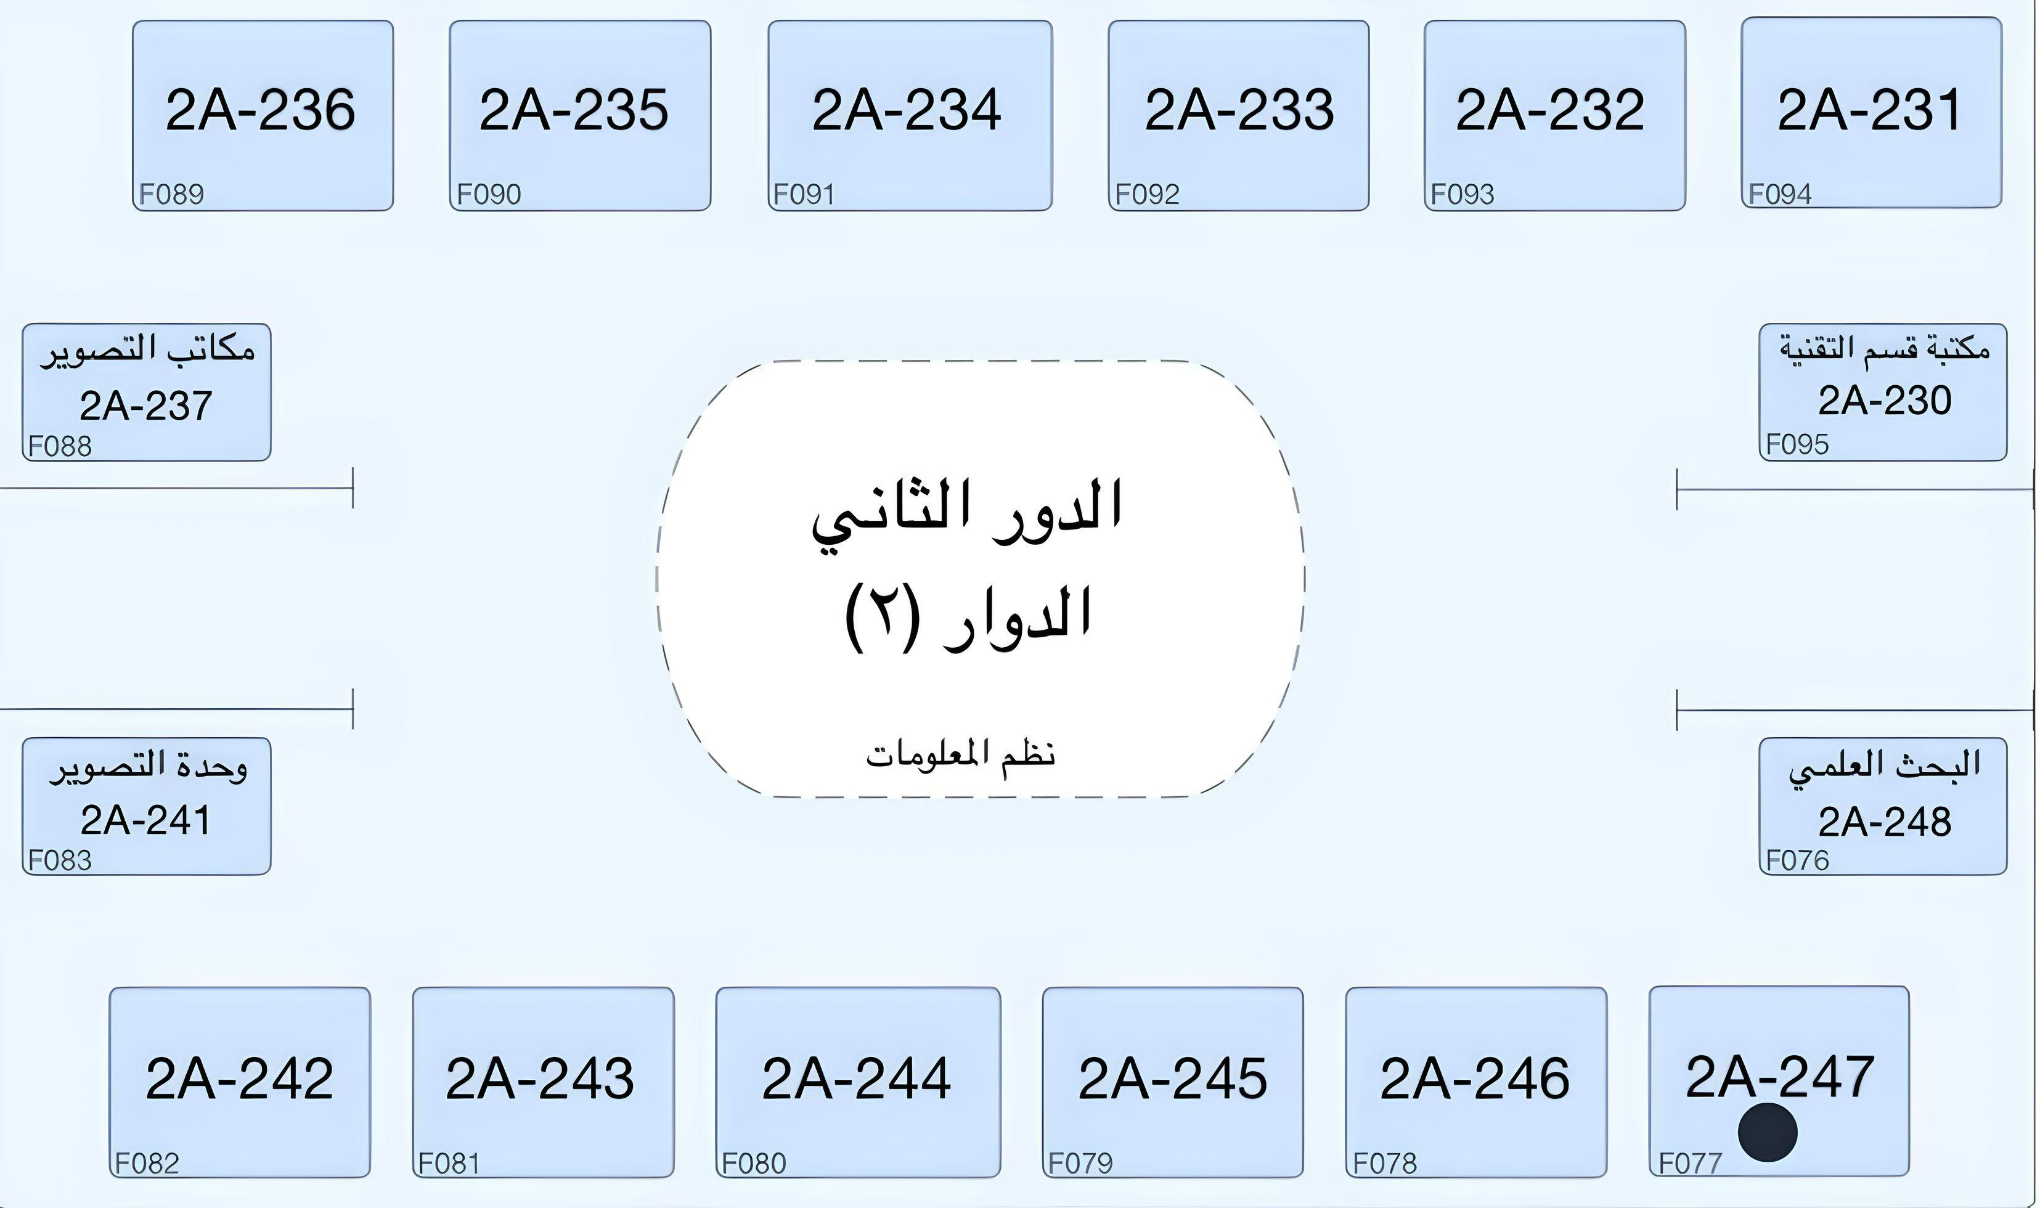 2A-236
F089
2A-235
F090
2A-234
F091
2A-233
F092
2A-232
F093
2A-231
F094
مكاتب التصوير
2A-237
F088
مكتبة قسم التقنية
2A-230
F095
الدور الثاني
الدوار (٢)
نظم المعلومات
وحدة التصوير
2A-241
F083
البحث العلمي
2A-248
F076
2A-242
F082
2A-243
F081
2A-244
F080
2A-245
F079
2A-246
F078
2A-247
F077